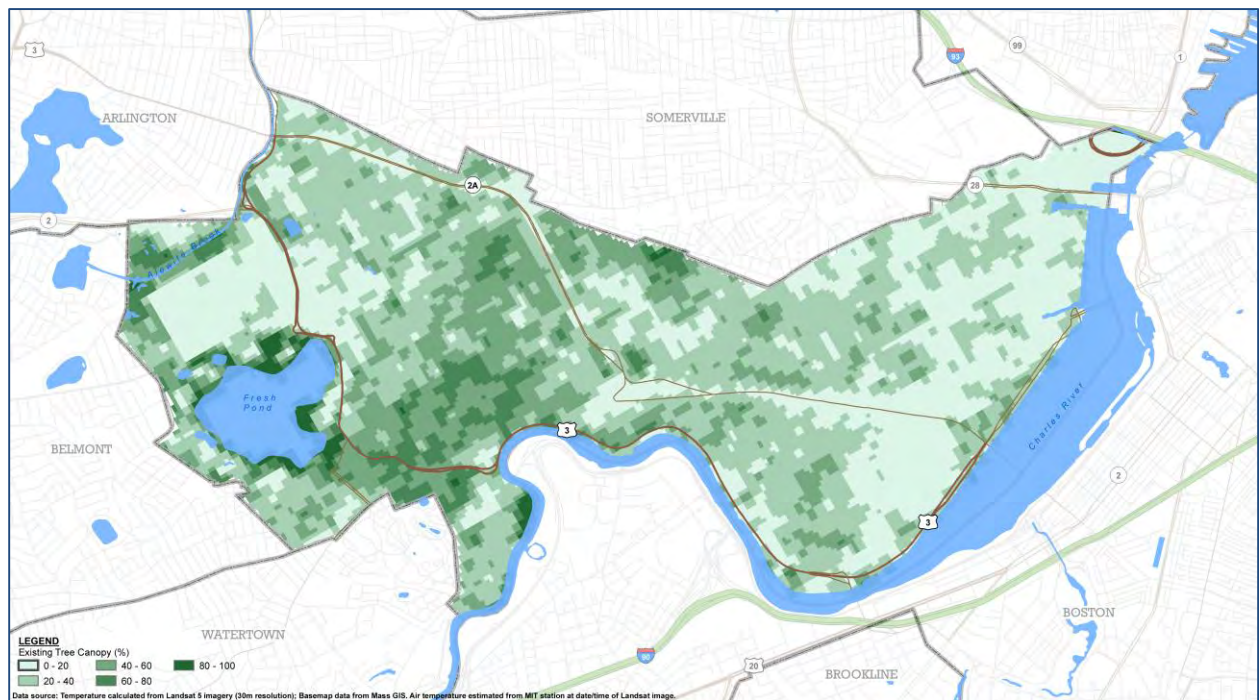 3
ARLINGTON
SOMERVILLE
93
99
1
2
2A
28
Alewife Brook
Fresh
Pond
BELMONT
3
Charles River
2
3
WATERTOWN
90
20
BROOKLINE
BOSTON
LEGEND
Existing Tree Canopy (%)
0 - 20
40 - 60
80 - 100
20 - 40
60 - 80
Data source: Temperature calculated from Landsat 5 imagery (30m resolution); Basemap data from Mass GIS. Air temperature estimated from MIT station at date/time of Landsat image.